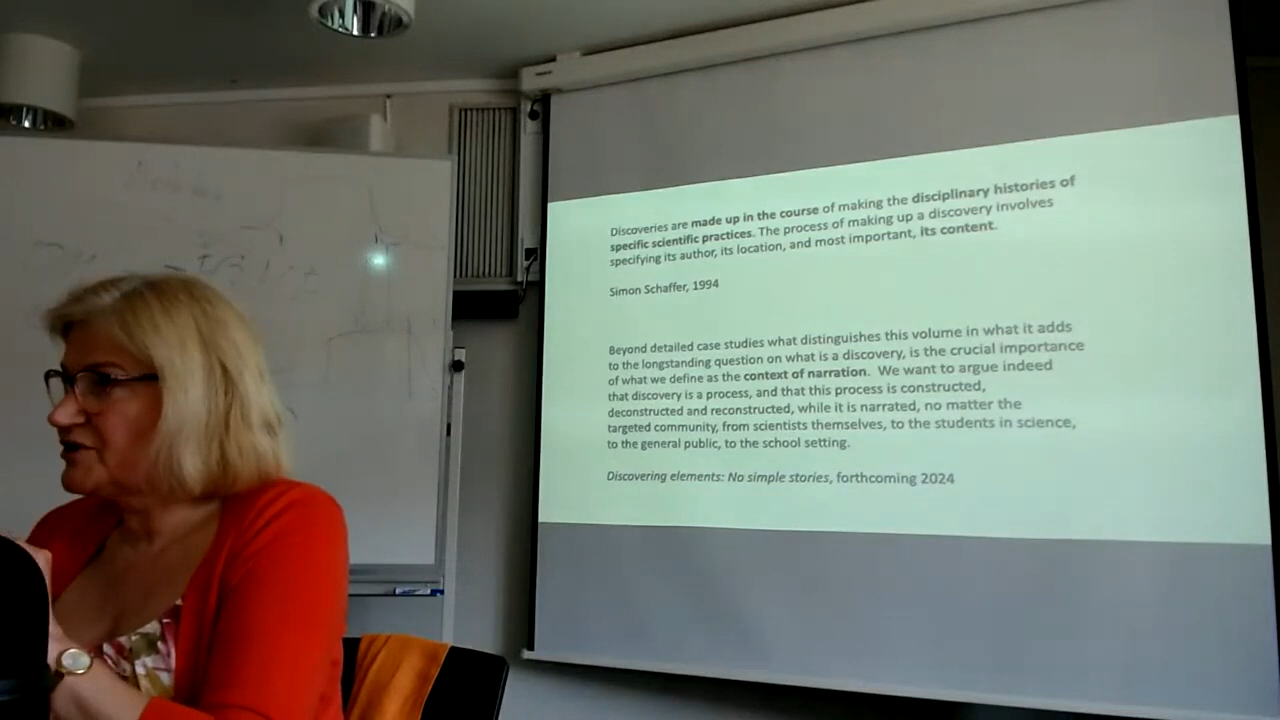 Discoveries are made up in the course of making the disciplinary histories of
specific scientific practices. The process of making up a discovery involves
specifying its author, its location, and most important, its content.
Simon Schaffer, 1994
Beyond detailed case studies what distinguishes this volume in what it adds
to the longstanding question on what is a discovery, is the crucial importance
of what we define as the context of narration. We want to argue indeed
that discovery is a process, and that this process is constructed,
deconstructed and reconstructed, while it is narrated, no matter the
targeted community, from scientists themselves, to the students in science,
to the general public, to the school setting.
Discovering elements: No simple stories, forthcoming 2024